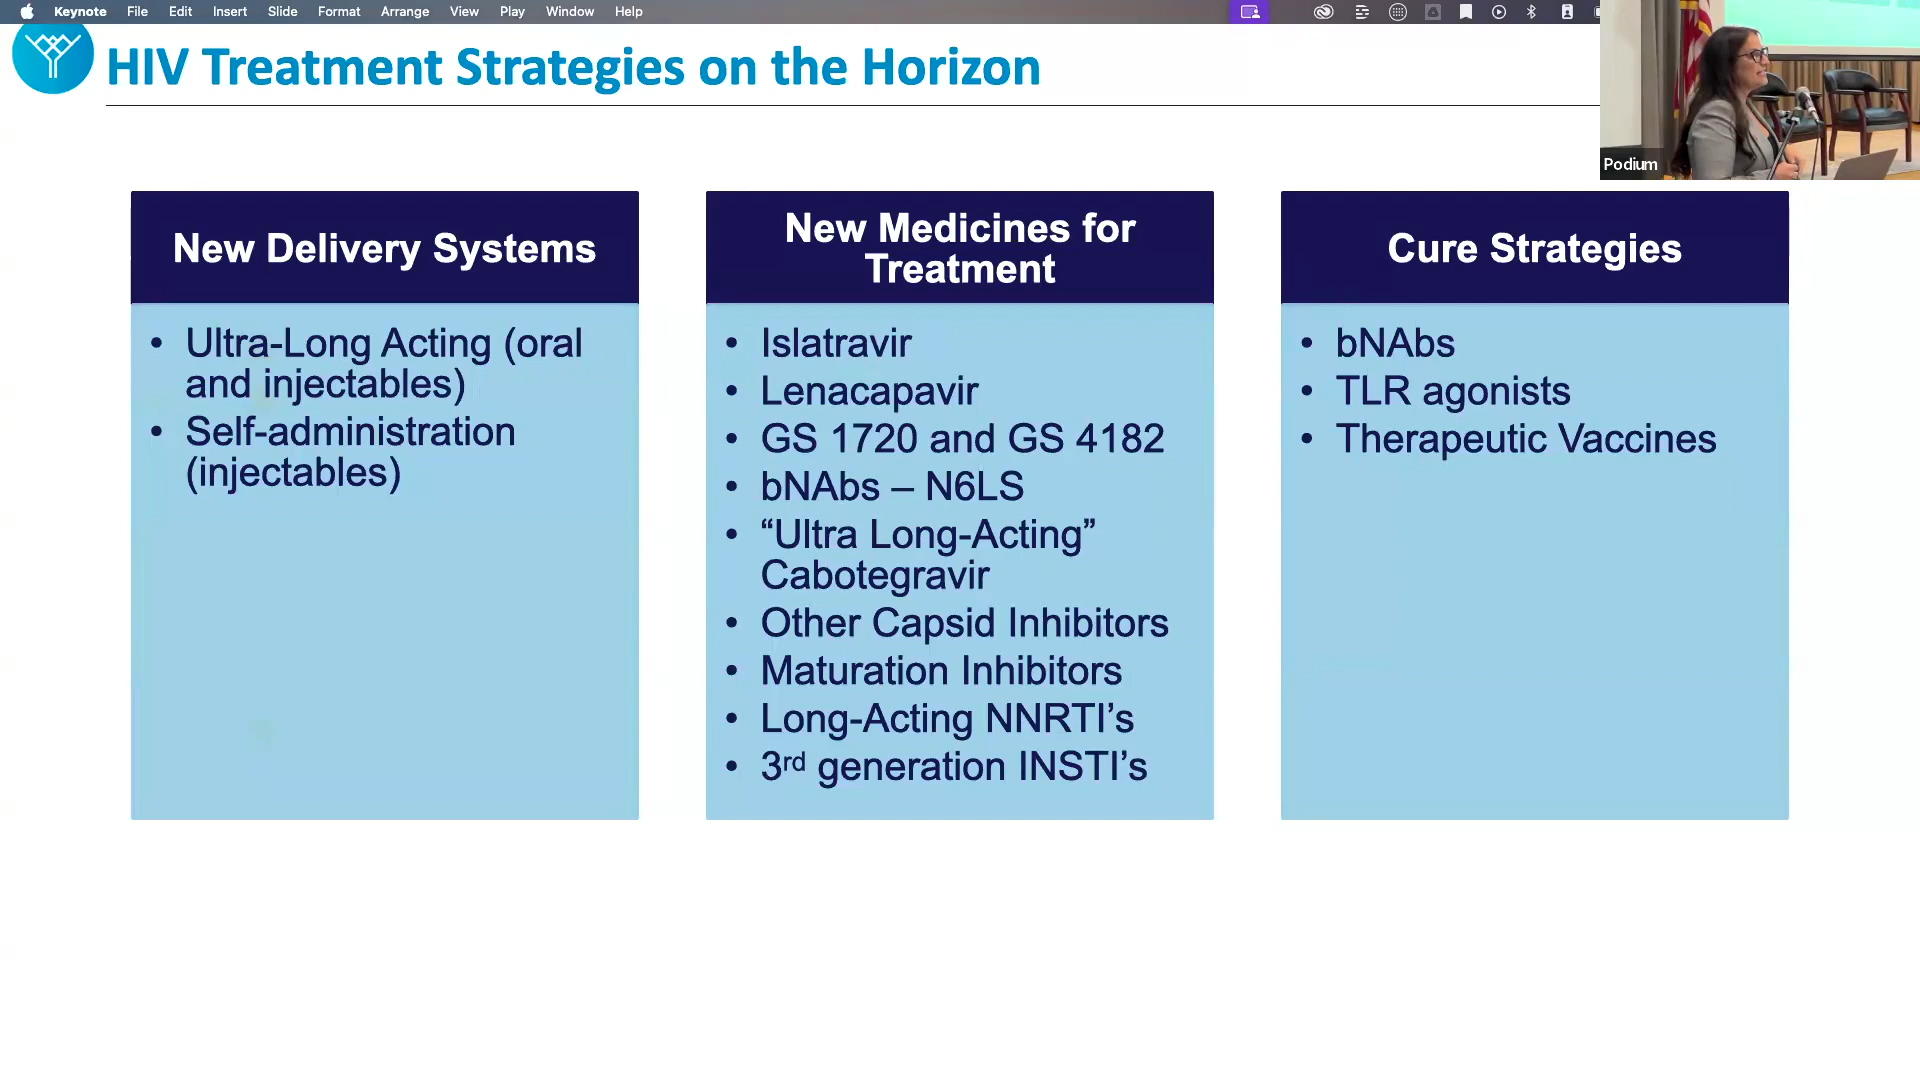 Keynote File Edit Insert Slide Format Arrange View Play Window Help
HIV Treatment Strategies on the Horizon
Podium
New Delivery Systems
• Ultra-Long Acting (oral
and injectables)
• Self-administration
(injectables)
New Medicines for
Treatment
• Islatravir
• Lenacapavir
• GS 1720 and GS 4182
• bNAbs – N6LS
• “Ultra Long-Acting”
Cabotegravir
• Other Capsid Inhibitors
• Maturation Inhibitors
• Long-Acting NNRTI’s
• 3rd generation INSTI’s
Cure Strategies
• bNAbs
• TLR agonists
• Therapeutic Vaccines